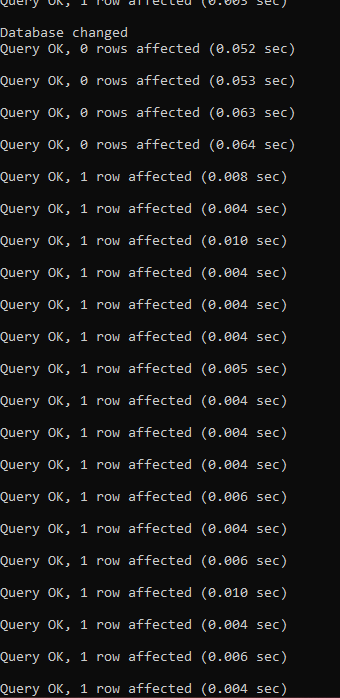 Query OK, 1 row affected (0.003 sec)
Database changed
Query OK, 0 rows affected (0.052 sec)
Query OK, 0 rows affected (0.053 sec)
Query OK, 0 rows affected (0.063 sec)
Query OK, 0 rows affected (0.064 sec)
Query OK, 1 row affected (0.008 sec)
Query OK, 1 row affected (0.004 sec)
Query OK, 1 row affected (0.010 sec)
Query OK, 1 row affected (0.004 sec)
Query OK, 1 row affected (0.004 sec)
Query OK, 1 row affected (0.004 sec)
Query OK, 1 row affected (0.005 sec)
Query OK, 1 row affected (0.004 sec)
Query OK, 1 row affected (0.004 sec)
Query OK, 1 row affected (0.004 sec)
Query OK, 1 row affected (0.006 sec)
Query OK, 1 row affected (0.004 sec)
Query OK, 1 row affected (0.006 sec)
Query OK, 1 row affected (0.010 sec)
Query OK, 1 row affected (0.004 sec)
Query OK, 1 row affected (0.006 sec)
Query OK, 1 row affected (0.004 sec)